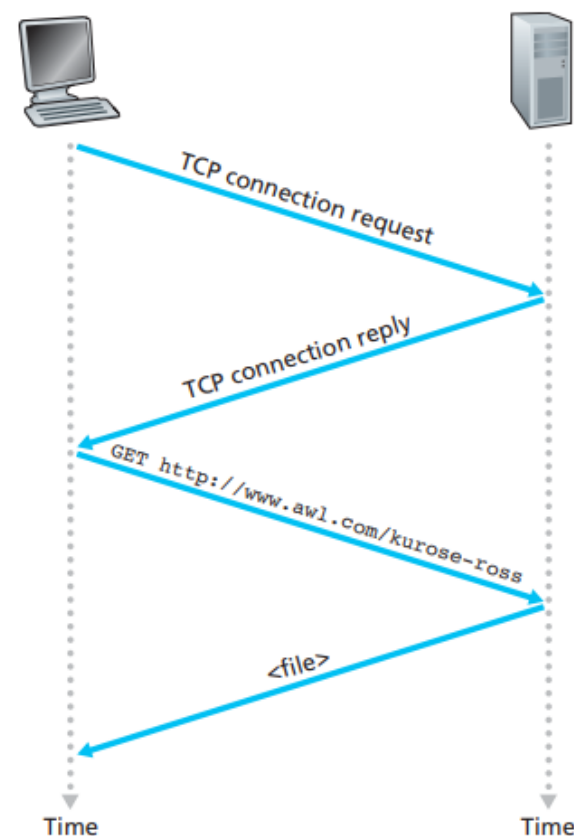 TCP connection request
TCP connection reply
GET http://www.awl.com/kurose-ross
<file>
Time
Time